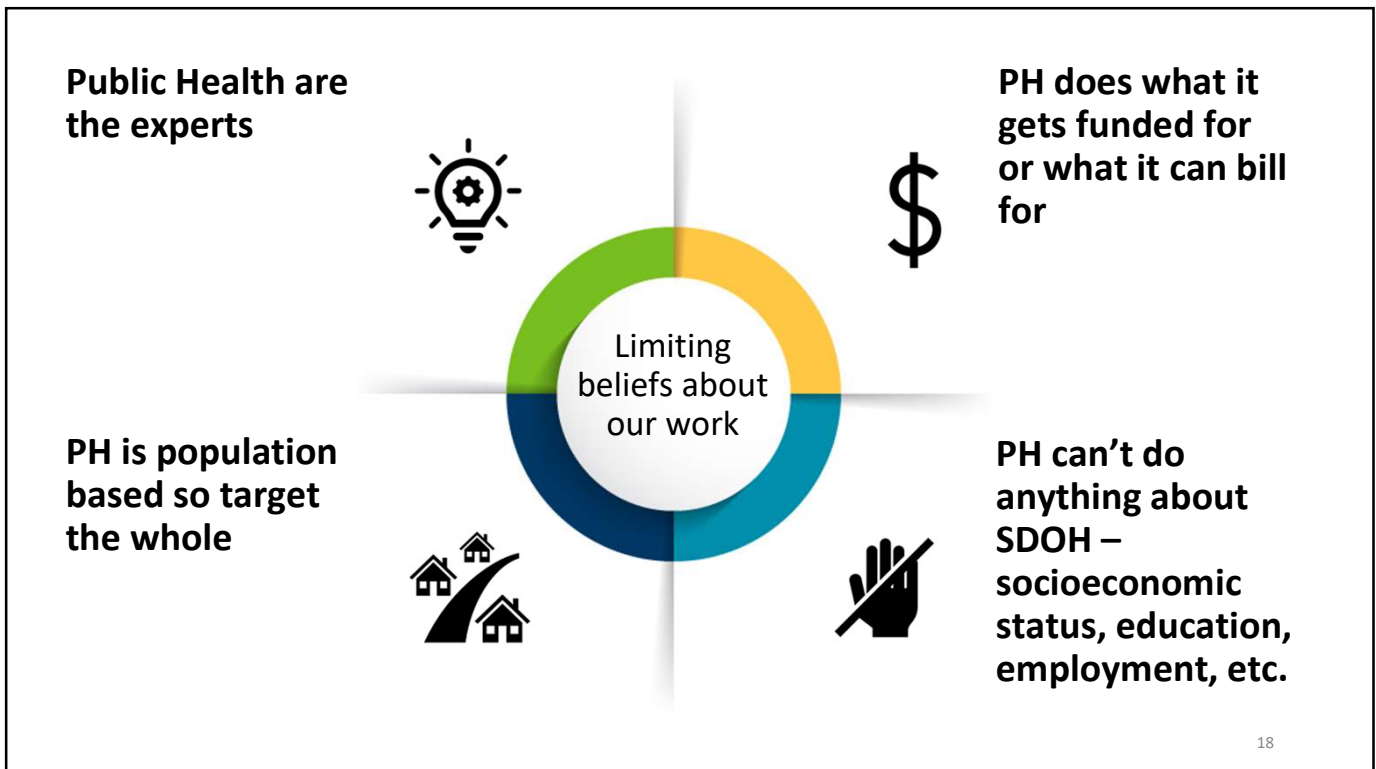 Public Health are
the experts
PH does what it
gets funded for
or what it can bill
for
Limiting
beliefs about
our work
PH is population
based so target
the whole
PH can’t do
anything about
SDOH –
socioeconomic
status, education,
employment, etc.
18